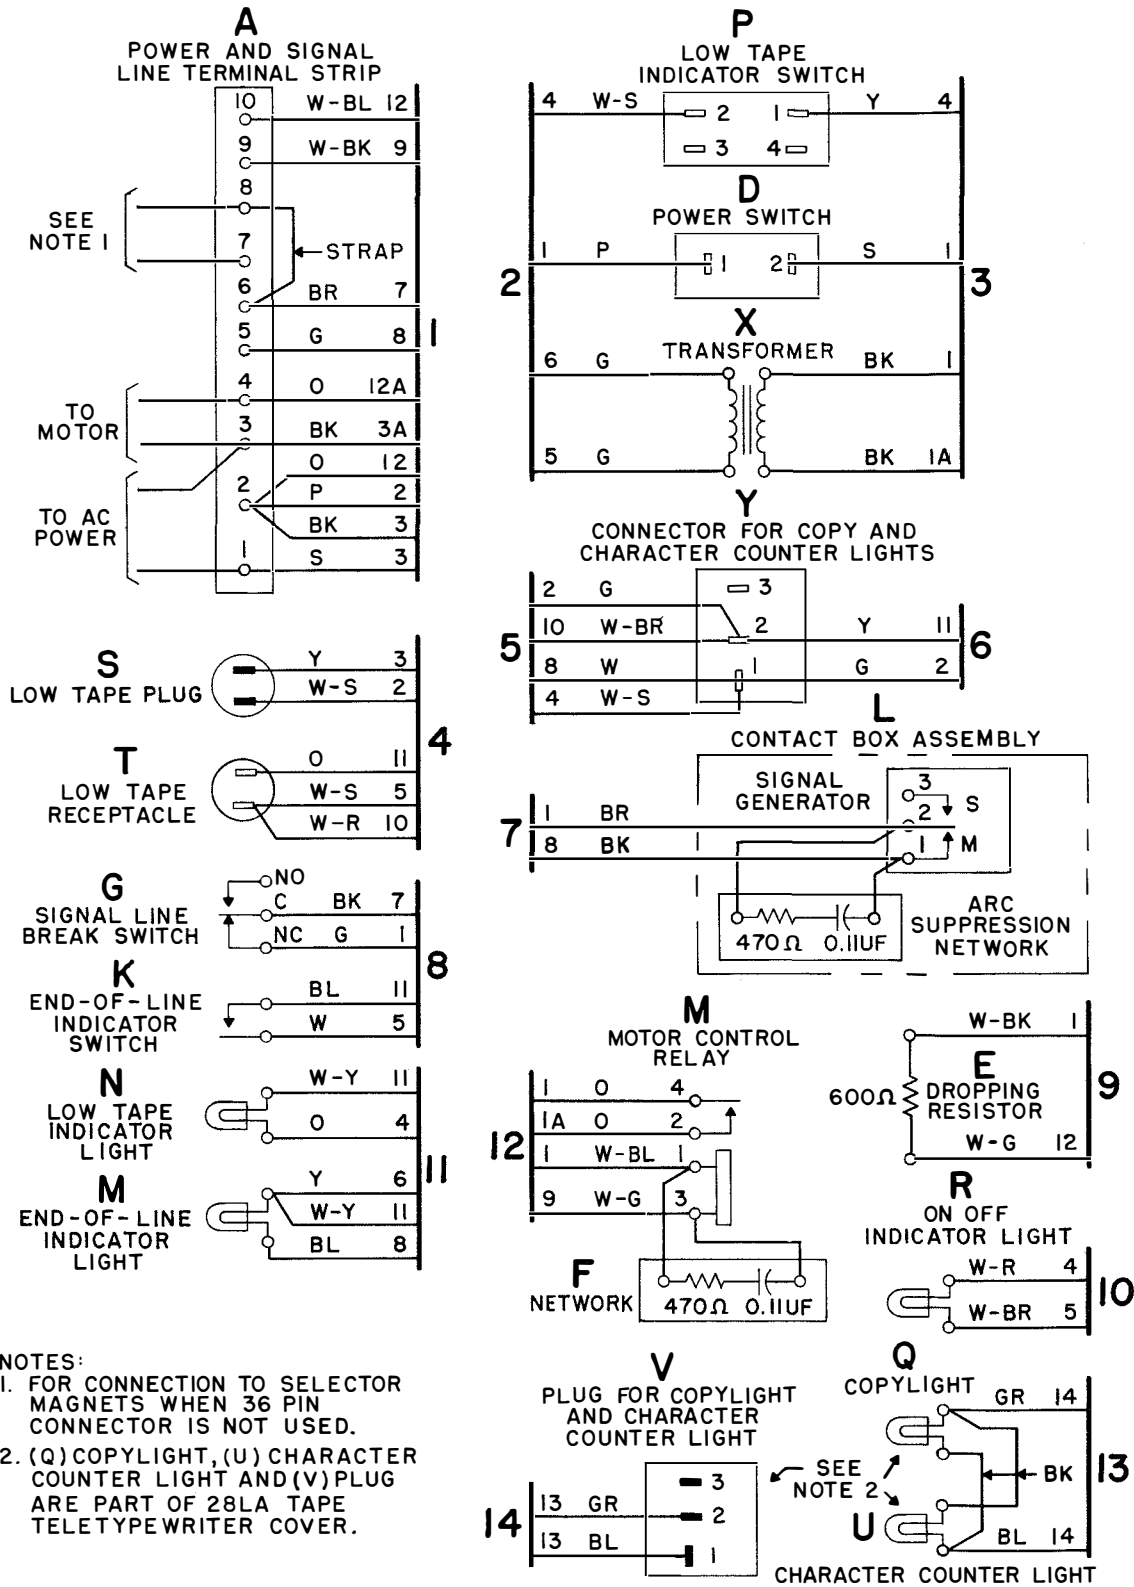 A
POWER AND SIGNAL
LINE TERMINAL STRIP
10 W-BL 12
9 W-BK 9
8
SEE
NOTE 1
7
STRAP
6 BR 7
5 G 8
1
4 O 12A
TO
MOTOR
3 BK 3A
O 12
2 P 2
BK 3
TO AC
POWER
1 S 3
S
LOW TAPE PLUG
Y 3
W-S 2
4
T
LOW TAPE
RECEPTACLE
O 11
W-S 5
W-R 10
G
SIGNAL LINE
BREAK SWITCH
NO
C BK 7
NC G 1
8
K
END-OF-LINE
INDICATOR
SWITCH
BL 11
W 5
N
LOW TAPE
INDICATOR
LIGHT
W-Y 11
O 4
11
M
END-OF-LINE
INDICATOR
LIGHT
Y 6
W-Y 11
BL 8
NOTES:
1. FOR CONNECTION TO SELECTOR
MAGNETS WHEN 36 PIN
CONNECTOR IS NOT USED.
2. (Q) COPYLIGHT, (U) CHARACTER
COUNTER LIGHT AND (V) PLUG
ARE PART OF 28LA TAPE
TELETYPEWRITER COVER.
P
LOW TAPE
INDICATOR SWITCH
4 W-S 2 1 Y 4
3 4
D
POWER SWITCH
1 P 1 2 S 1
2
3
X
TRANSFORMER
6 G BK 1
5 G BK 1A
Y
CONNECTOR FOR COPY AND
CHARACTER COUNTER LIGHTS
2 G 3
10 W-BR 2 Y 11
5
6
8 W 1 G 2
4 W-S
L
CONTACT BOX ASSEMBLY
SIGNAL
GENERATOR
3
S
2
1 M
7
1 BR
8 BK
470Ω 0.11UF
ARC
SUPPRESSION
NETWORK
M
MOTOR CONTROL
RELAY
1 O 4
1A O 2
12
1 W-BL 1
9 W-G 3
F
NETWORK
470Ω 0.11UF
W-BK 1
E
DROPPING
RESISTOR
600Ω
9
W-G 12
R
ON OFF
INDICATOR LIGHT
W-R 4
W-BR 5
10
V
PLUG FOR COPYLIGHT
AND CHARACTER
COUNTER LIGHT
3
13 GR 2
14
13 BL 1
SEE
NOTE 2
Q
COPYLIGHT
GR 14
BK
13
U
BL 14
CHARACTER COUNTER LIGHT